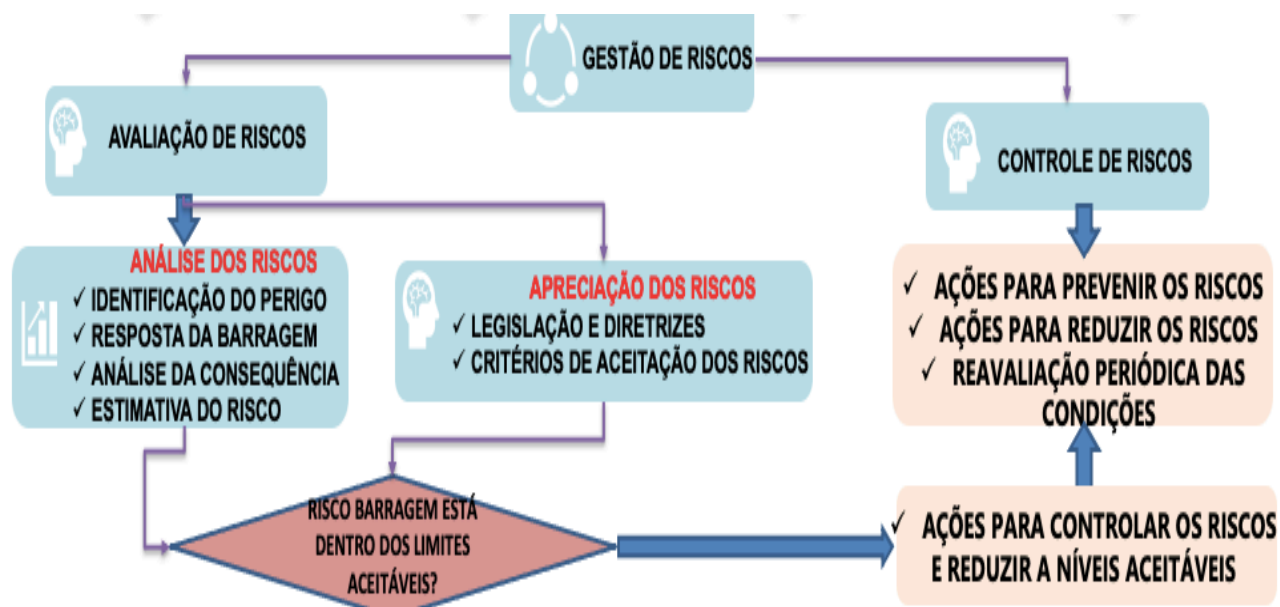 GESTÃO DE RISCOS
AVALIAÇÃO DE RISCOS
CONTROLE DE RISCOS
ANÁLISE DOS RISCOS
✓ IDENTIFICAÇÃO DO PERIGO
✓ RESPOSTA DA BARRAGEM
✓ ANÁLISE DA CONSEQUÊNCIA
✓ ESTIMATIVA DO RISCO
APRECIAÇÃO DOS RISCOS
✓ LEGISLAÇÃO E DIRETRIZES
✓ CRITÉRIOS DE ACEITAÇÃO DOS RISCOS
✓ AÇÕES PARA PREVENIR OS RISCOS
✓ AÇÕES PARA REDUZIR OS RISCOS
✓ REAVALIAÇÃO PERIÓDICA DAS
CONDIÇÕES
RISCO BARRAGEM ESTÁ
DENTRO DOS LIMITES
ACEITÁVEIS?
✓ AÇÕES PARA CONTROLAR OS RISCOS
E REDUZIR A NÍVEIS ACEITÁVEIS